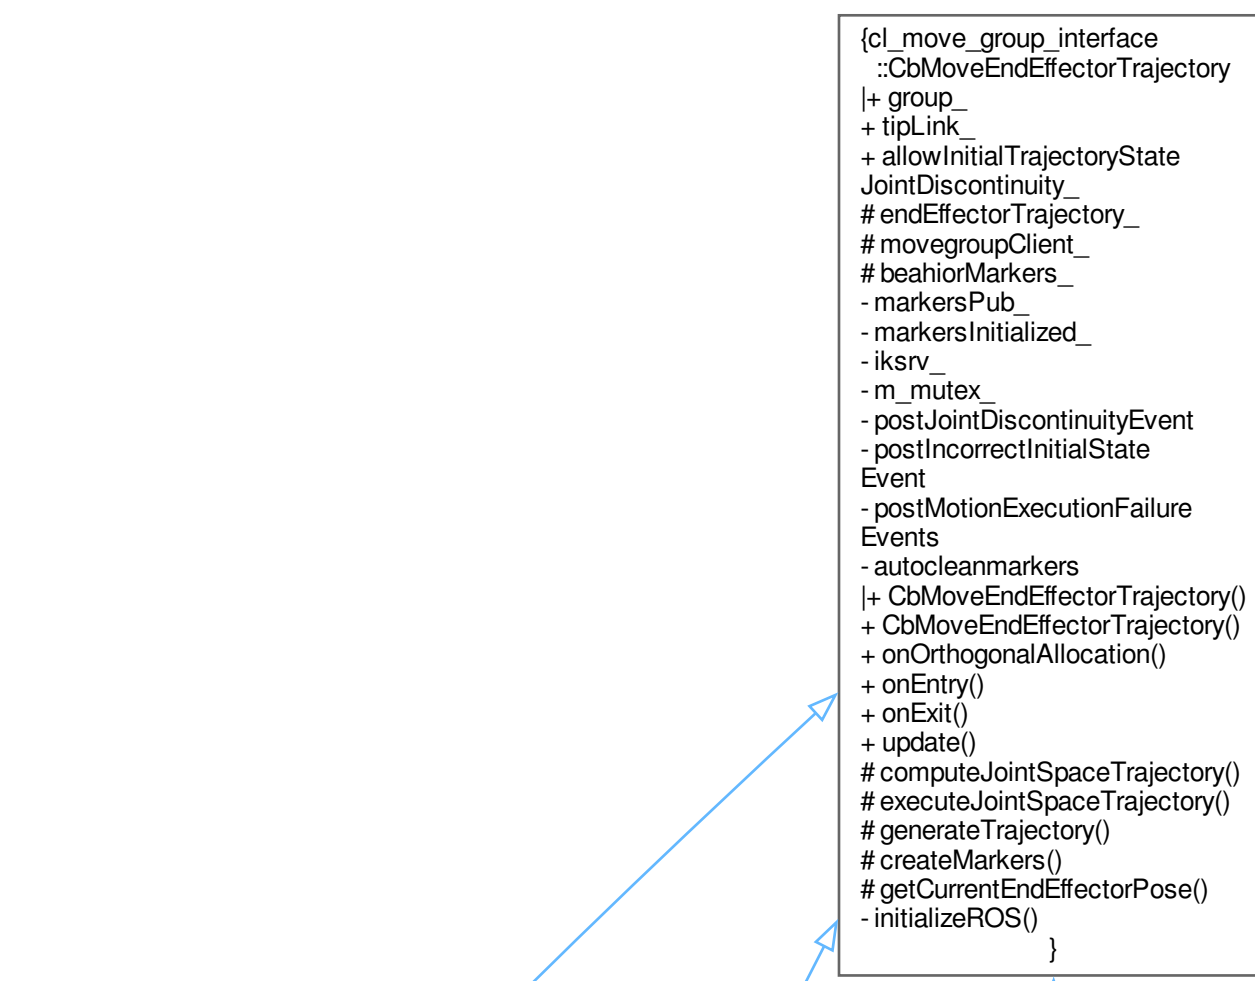 {cl_move_group_interface
::CbMoveEndEffectorTrajectory
|+ group_
+ tipLink_
+ allowInitialTrajectoryState
JointDiscontinuity_
# endEffectorTrajectory_
# movegroupClient_
# beahiorMarkers_
- markersPub_
- markersInitialized_
- iksrv_
- m_mutex_
- postJointDiscontinuityEvent
- postIncorrectInitialState
Event
- postMotionExecutionFailure
Events
- autocleanmarkers
|+ CbMoveEndEffectorTrajectory()
+ CbMoveEndEffectorTrajectory()
+ onOrthogonalAllocation()
+ onEntry()
+ onExit()
+ update()
# computeJointSpaceTrajectory()
# executeJointSpaceTrajectory()
# generateTrajectory()
# createMarkers()
# getCurrentEndEffectorPose()
- initializeROS()
}